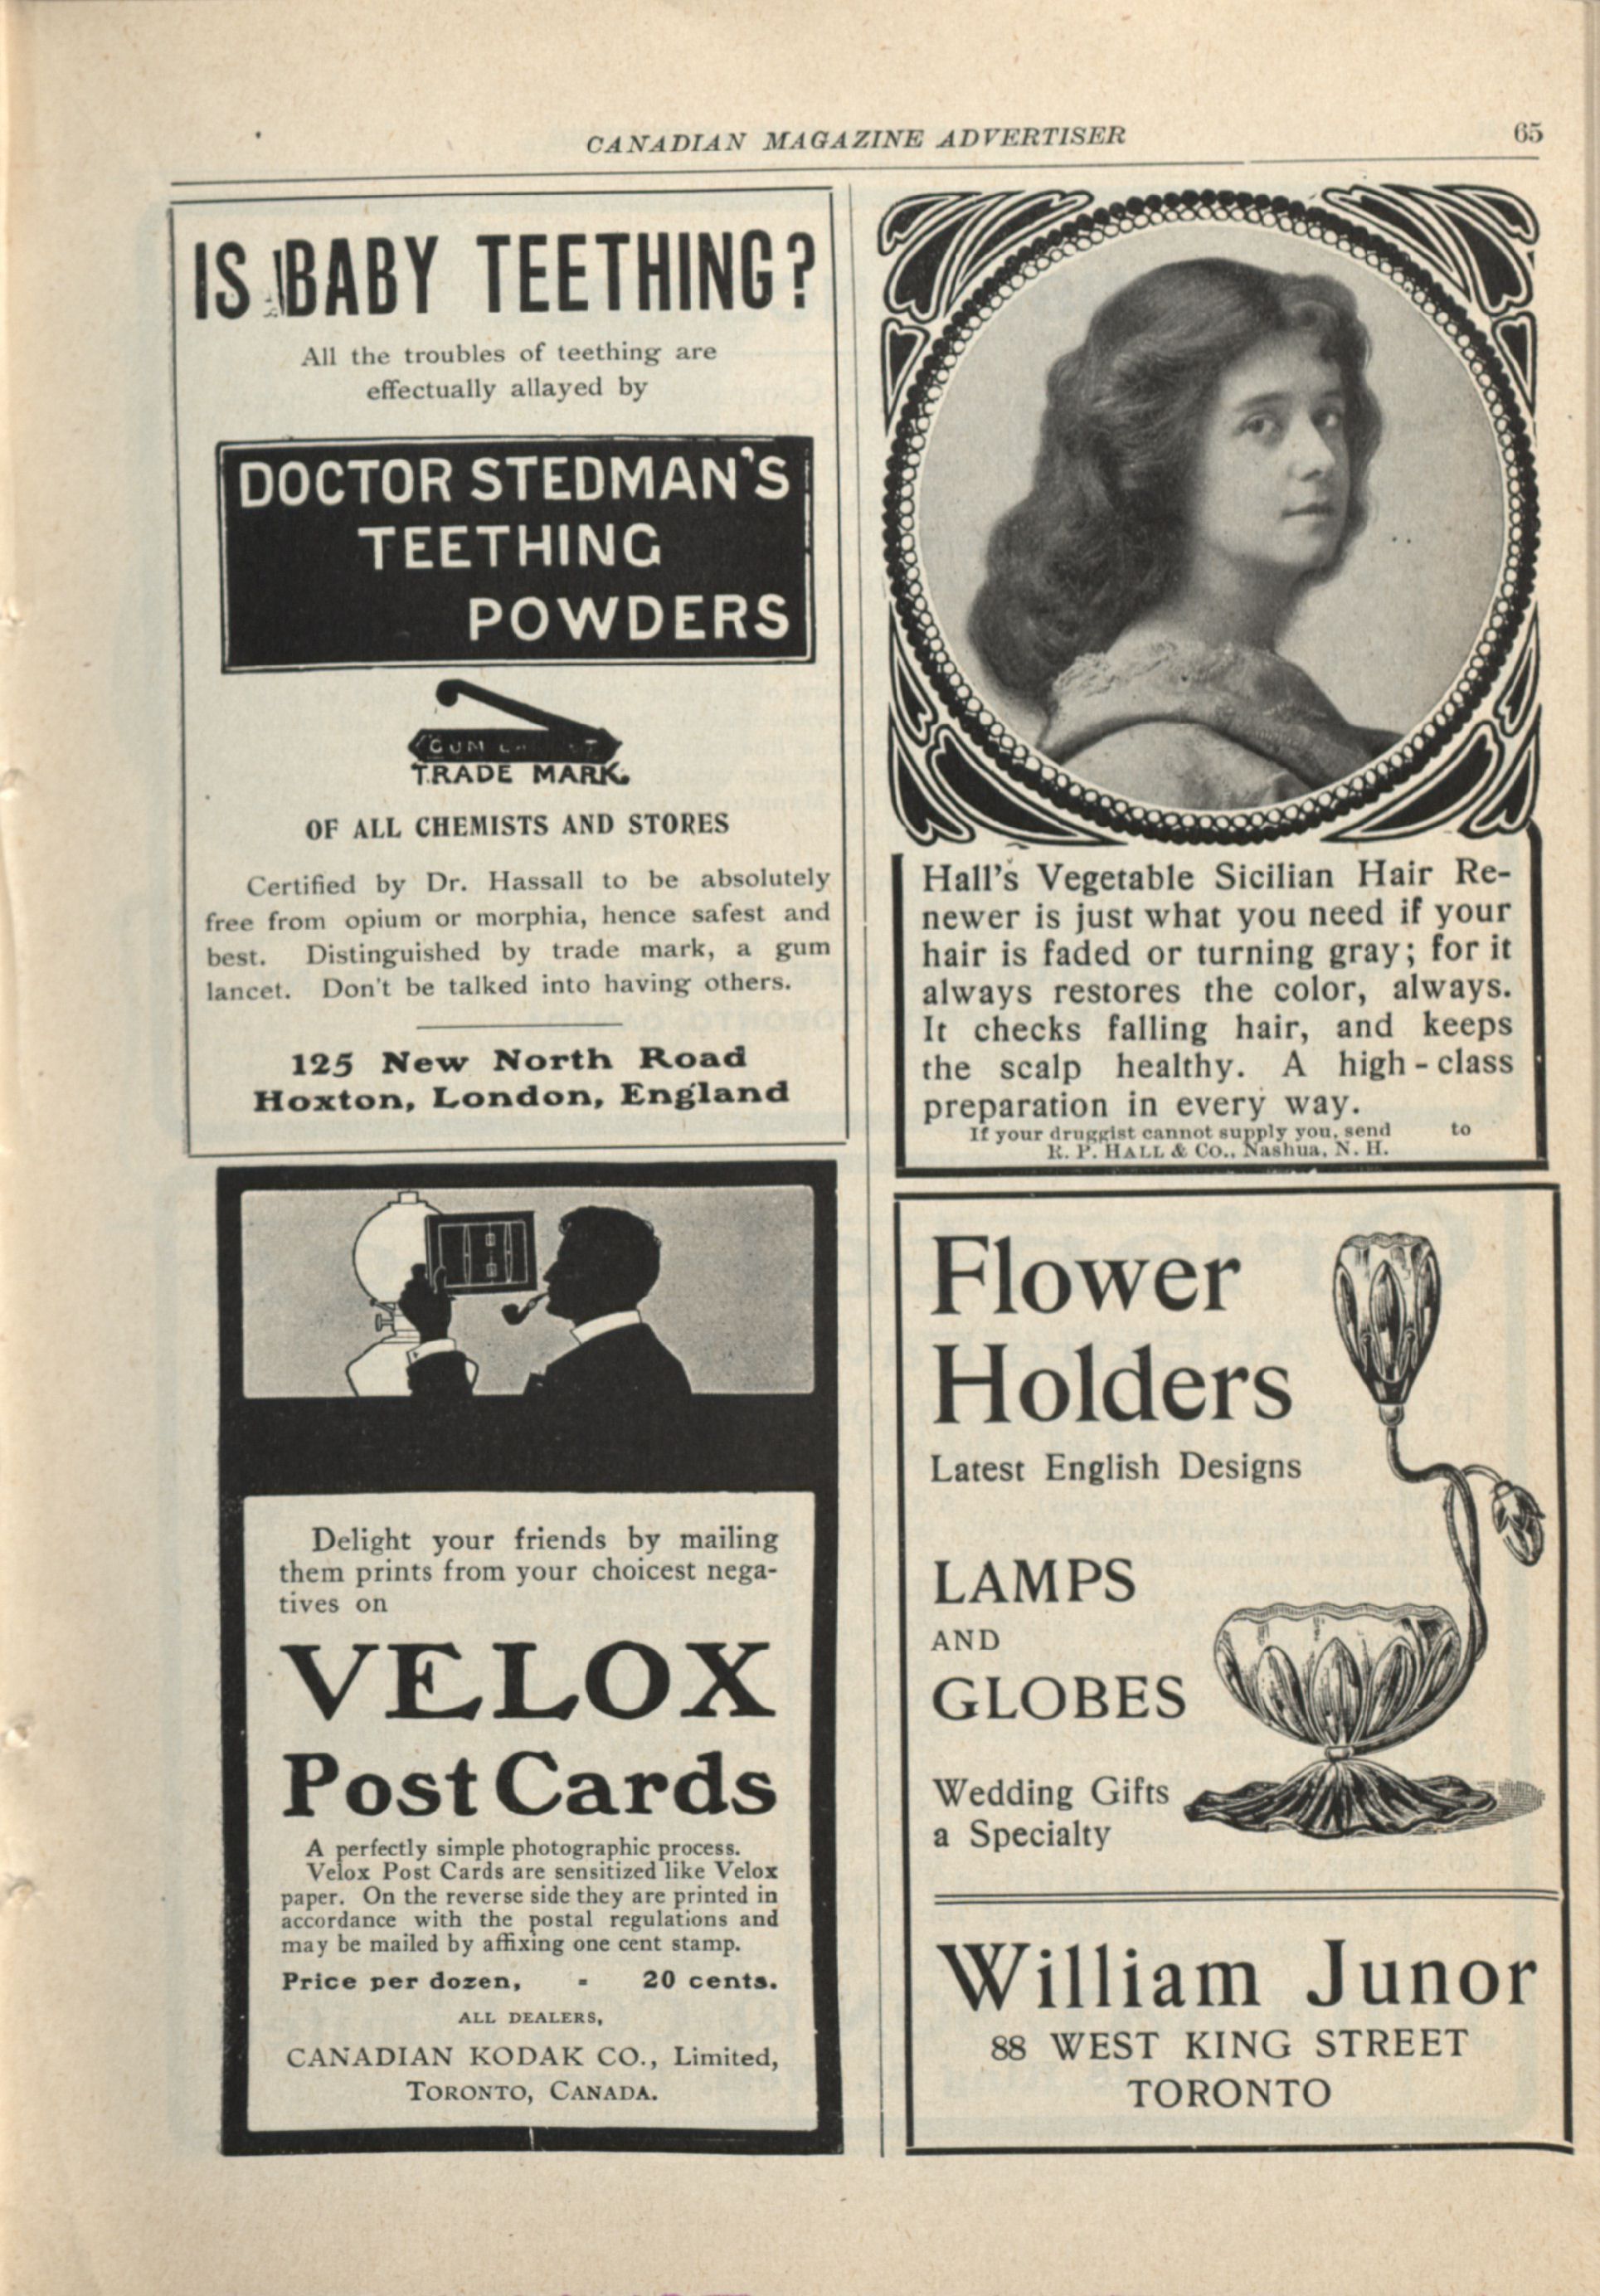 CANADIAN MAGAZINE ADVERTISER
65
IS BABY TEETHING?
All the troubles of teething are
effectually allayed by
DOCTOR STEDMAN'S
TEETHING
POWDERS
GUM
TRADE MARK.
OF ALL CHEMISTS AND STORES
Certified by Dr. Hassall to be absolutely
free from opium or morphia, hence safest and
best. Distinguished by trade mark, a gum
lancet. Don't be talked into having others.
125 New North Road
Hoxton, London, England
Delight your friends by mailing
them prints from your choicest nega-
tives on
VELOX
Post Cards
A perfectly simple photographic process.
Velox Post Cards are sensitized like Velox
paper. On the reverse side they are printed in
accordance with the postal regulations and
may be mailed by affixing one cent stamp.
Price per dozen, - 20 cents.
ALL DEALERS,
CANADIAN KODAK CO., Limited,
TORONTO, CANADA.
Hall's Vegetable Sicilian Hair Re-
newer is just what you need if your
hair is faded or turning gray; for it
always restores the color, always.
It checks falling hair, and keeps
the scalp healthy. A high-class
preparation in every way.
If your druggist cannot supply you, send to
R. P. HALL & CO., Nashua, N. H.
Flower
Holders
Latest English Designs
LAMPS
AND
GLOBES
Wedding Gifts
a Specialty
William Junor
88 WEST KING STREET
TORONTO